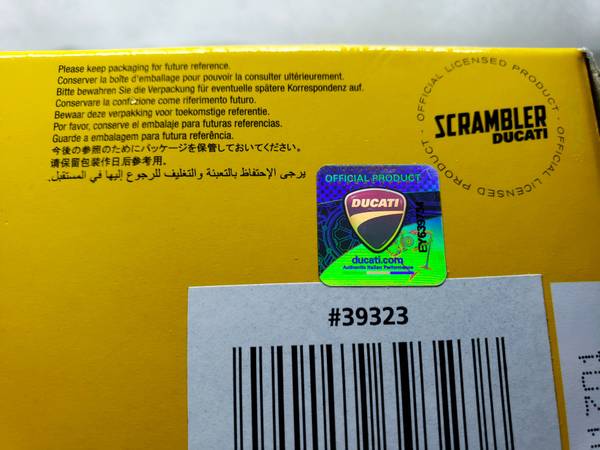 Please keep packaging for future reference.
Conserver la boîte d'emballage pour pouvoir la consulter ultérieurement.
Bitte bewahren Sie die Verpackung für eventuelle spätere Korrespondenz auf.
Conservare la confezione come riferimento futuro.
Bewaar deze verpakking voor toekomstige referentie.
Por favor, conserve el embalaje para futuras referencias.
Guarde a embalagem para futura referência.
今後の参照のためにパッケージを保管しておいてください。
请保留包装作日后参考用。
يرجى الإحتفاظ بالتعبئة والتغليف للرجوع إليها في المستقبل.
OFFICIAL LICENSED PRODUCT
SCRAMBLER
DUCATI
OFFICIAL LICENSED PRODUCT
OFFICIAL PRODUCT
DUCATI
ducati.com
Authentic Italian Performance
#39323